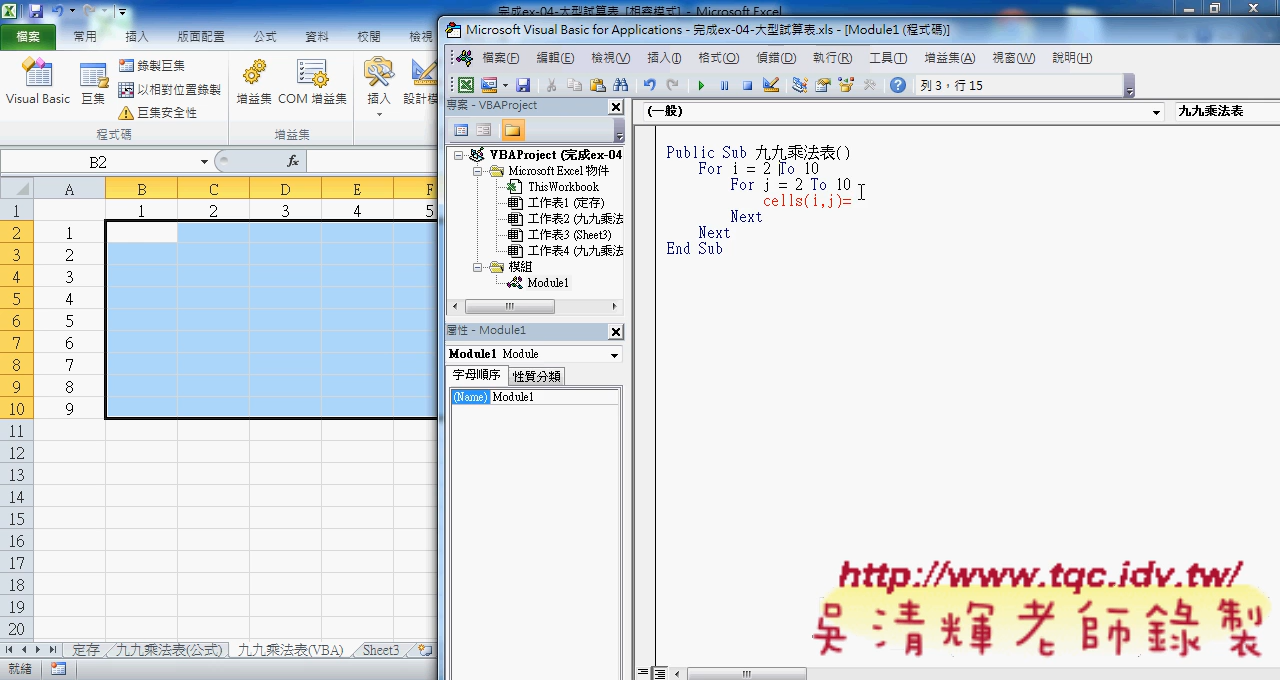 完成ex-04-大型試算表 [相容模式] - Microsoft Excel
檔案 常用 插入 版面配置 公式 資料 校閱 檢視
Visual Basic 巨集 錄製巨集 以相對位置錄製 巨集安全性 增益集 COM 增益集 插入 設計模
程式碼 增益集
B2 fx
A B C D E F
1 1 2 3 4 5
2 1
3 2
4 3
5 4
6 5
7 6
8 7
9 8
10 9
11
12
13
14
15
16
17
18
19
20
定存 九九乘法表(公式) 九九乘法表(VBA) Sheet3
就緒
Microsoft Visual Basic for Applications - 完成ex-04-大型試算表.xls - [Module1 (程式碼)]
檔案(F) 編輯(E) 檢視(V) 插入(I) 格式(O) 偵錯(D) 執行(R) 工具(T) 增益集(A) 視窗(W) 說明(H)
列 3，行 15
專案 - VBAProject
VBAProject (完成ex-04
Microsoft Excel 物件
ThisWorkbook
工作表1 (定存)
工作表2 (九九乘法
工作表3 (Sheet3)
工作表4 (九九乘法
模組
Module1
屬性 - Module1
Module1 Module
字母順序 性質分類
(Name) Module1
(一般) 九九乘法表
Public Sub 九九乘法表()
For i = 2 To 10
For j = 2 To 10
cells(i,j)=
Next
Next
End Sub
http://www.tqc.idv.tw/
吳清輝老師錄製